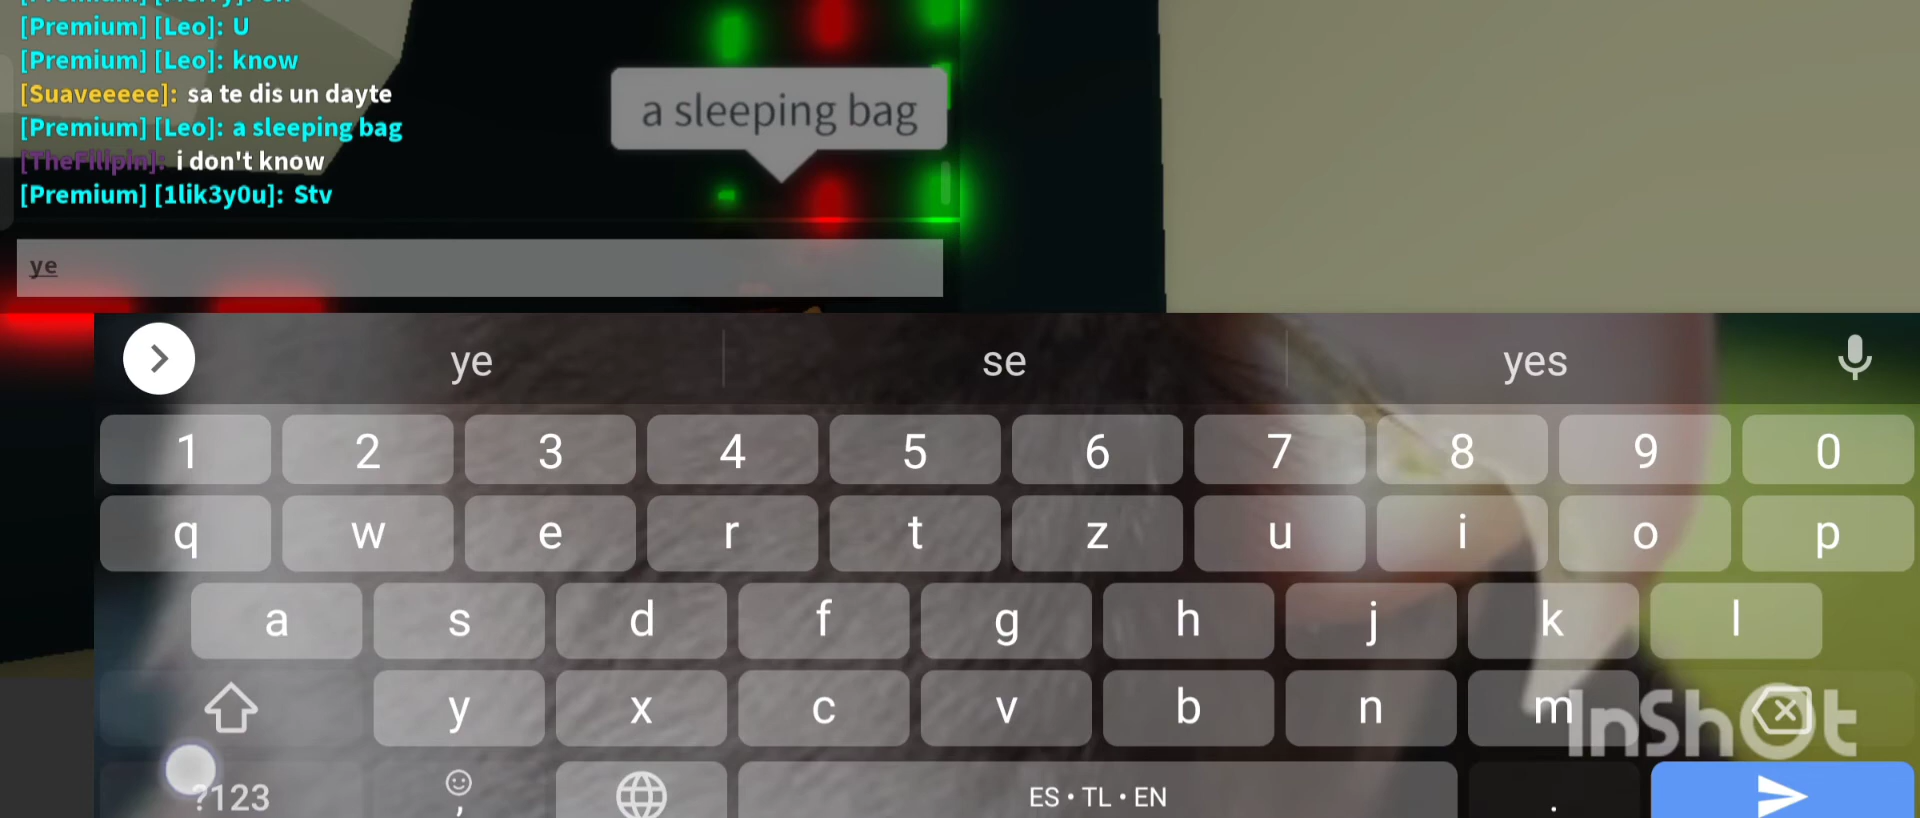 [Premium] [Leo]: U
[Premium] [Leo]: know
[Suaveeeee]: sa te dis un dayte
[Premium] [Leo]: a sleeping bag
[TheFilipin]: i don't know
[Premium] [1lik3y0u]: Stv
a sleeping bag
ye
ye se yes
1 2 3 4 5 6 7 8 9 0
q w e r t z u i o p
a s d f g h j k l
y x c v b n m
InShOt
?123 , ES • TL • EN .